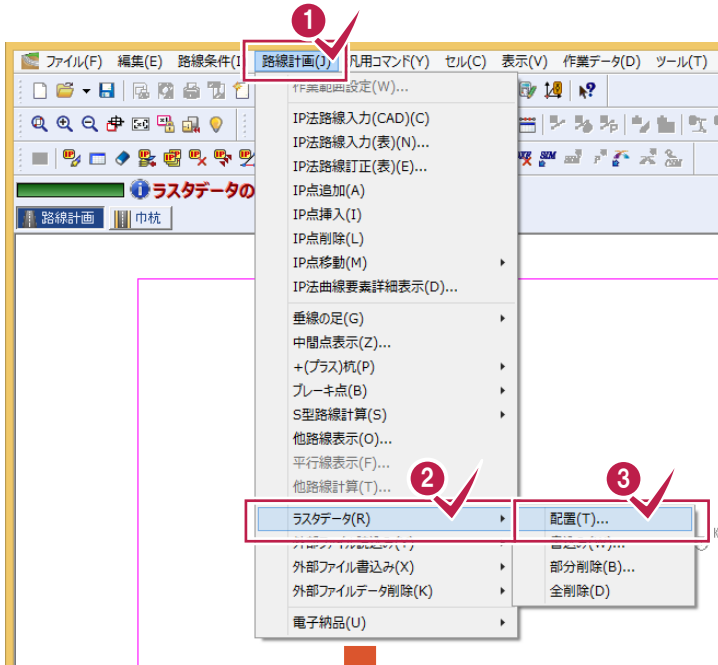 1
ファイル(F) 編集(E) 路線条件(I 路線計画(J) 汎用コマンド(Y) セル(C) 表示(V) 作業データ(D) ツール(T)
作業範囲設定(W)...
IP法路線入力(CAD)(C)
IP法路線入力(表)(N)...
IP法路線訂正(表)(E)...
IP点追加(A)
IP点挿入(I)
IP点削除(L)
IP点移動(M)
IP法曲線要素詳細表示(D)...
ラスタデータの
路線計画 巾杭
垂線の足(G)
中間点表示(Z)...
+(プラス)杭(P)
ブレーキ点(B)
S型路線計算(S)
他路線表示(O)...
平行線表示(F)...
他路線計算(T)...
2
3
ラスタデータ(R)
配置(T)...
外部ファイル書込み(X)
部分削除(B)...
外部ファイルデータ削除(K)
全削除(D)
電子納品(U)